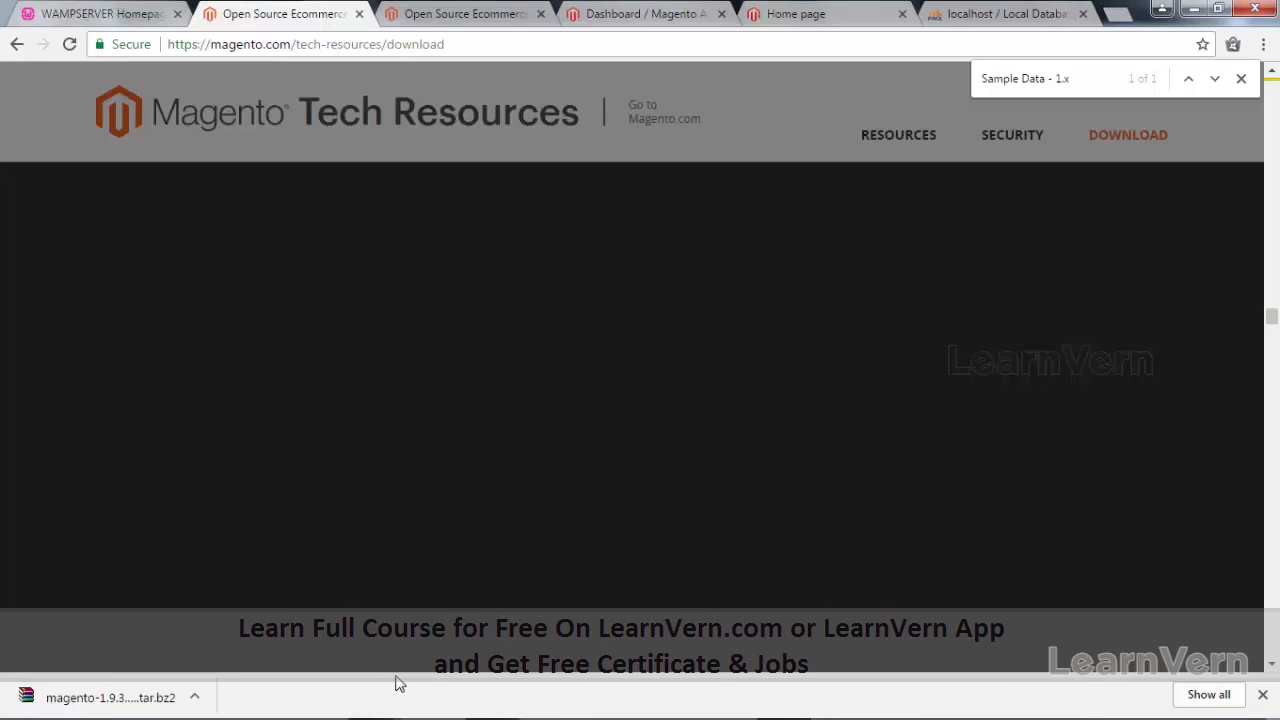 WAMPSERVER Homepag
Open Source Ecommerce
Open Source Ecommerc
Dashboard / Magento A
Home page
localhost / Local Databa
Secure
https://magento.com/tech-resources/download
Sample Data - 1.x
1 of 1
Magento Tech Resources
Go to
Magento.com
RESOURCES
SECURITY
DOWNLOAD
LearnVern
Learn Full Course for Free On LearnVern.com or LearnVern App
and Get Free Certificate & Jobs
LearnVern
magento-1.9.3.....tar.bz2
Show all